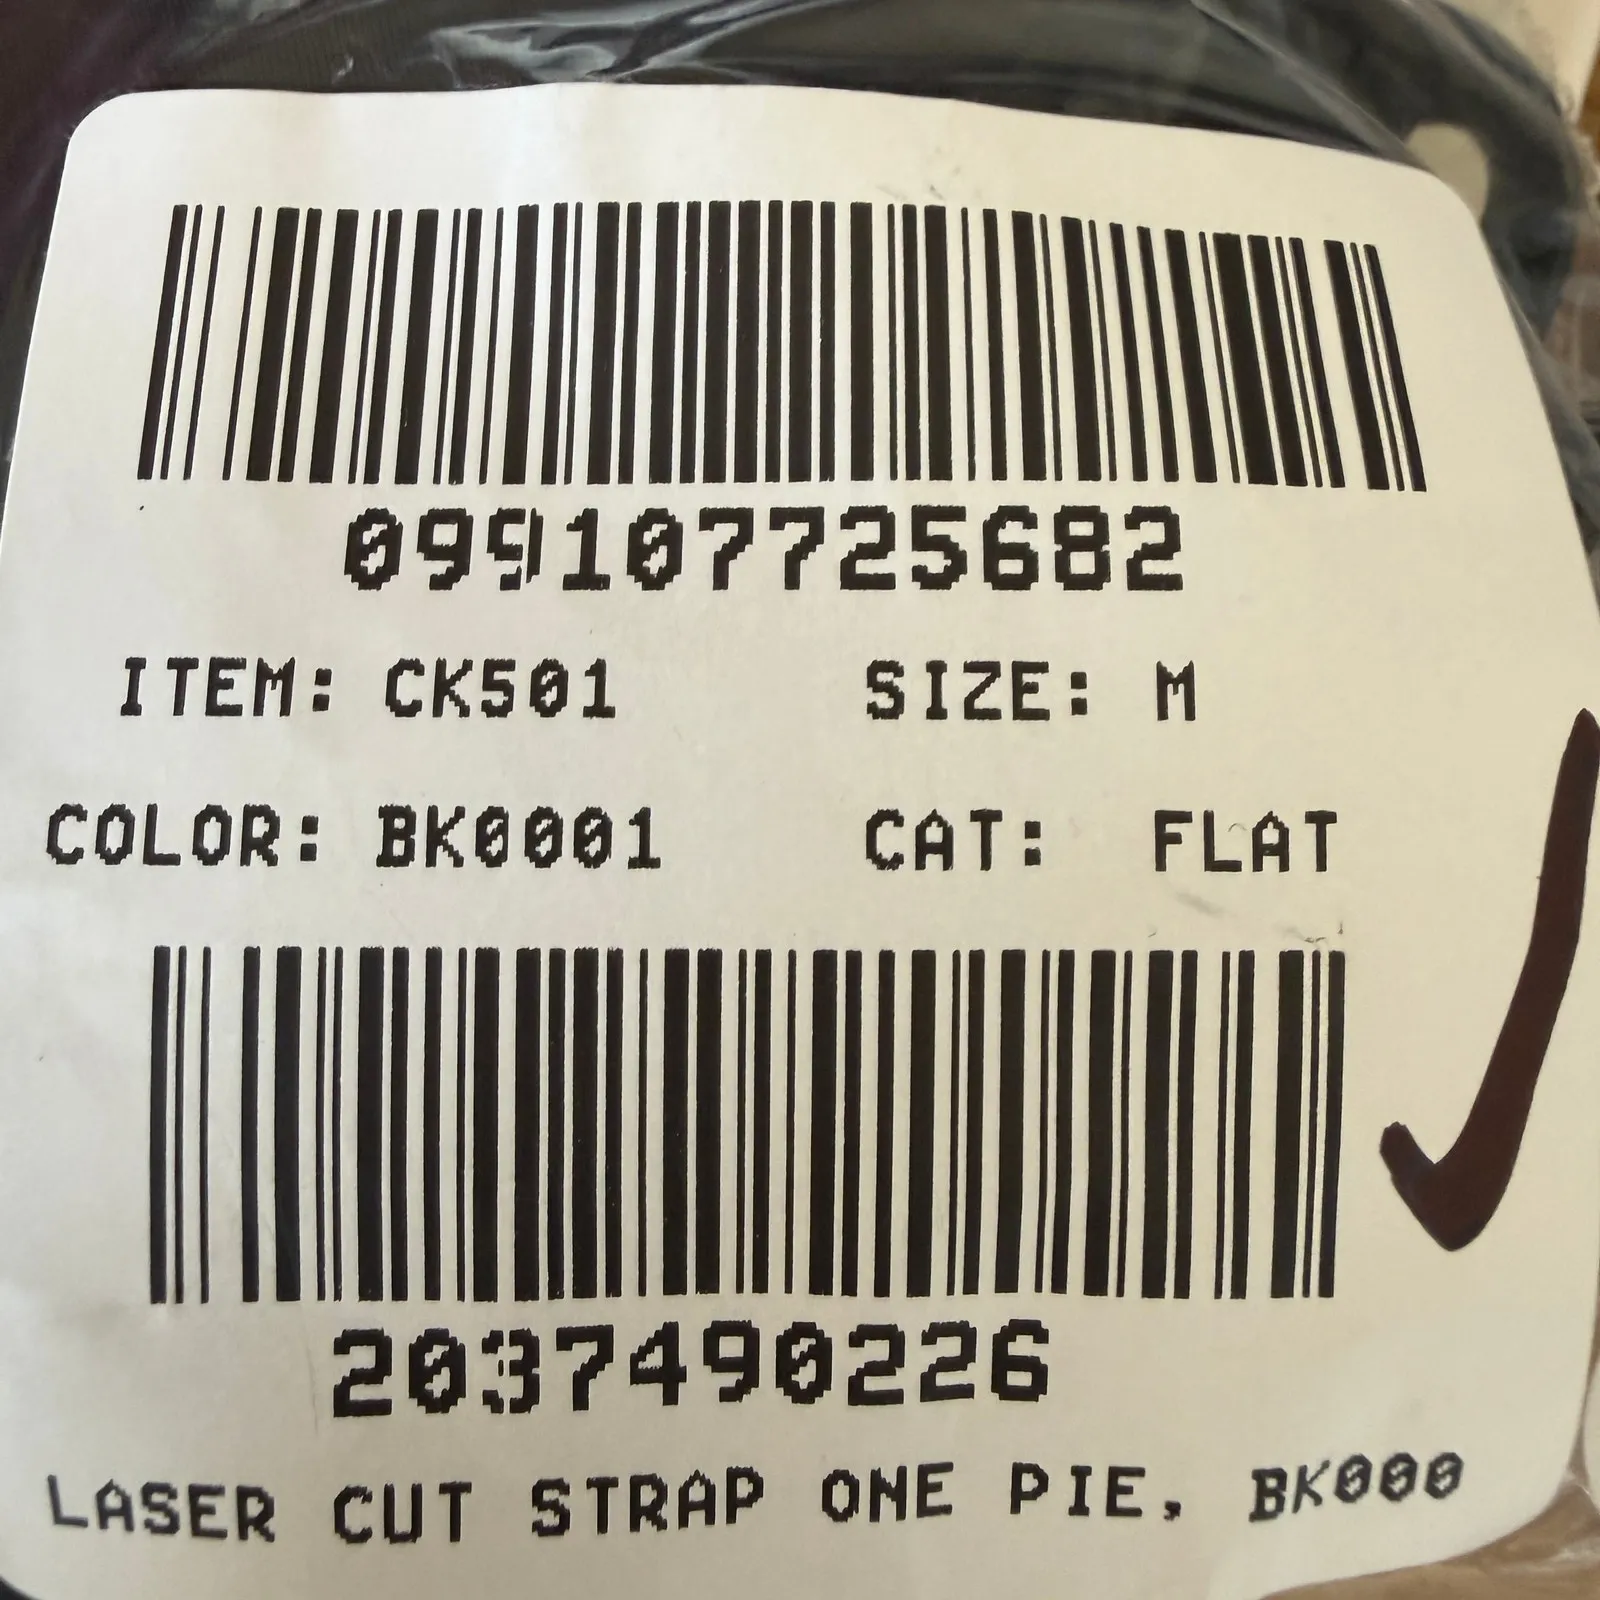 099107725682
ITEM: CK501 SIZE: M
COLOR: BK0001 CAT: FLAT
2037490226
LASER CUT STRAP ONE PIE, BK000